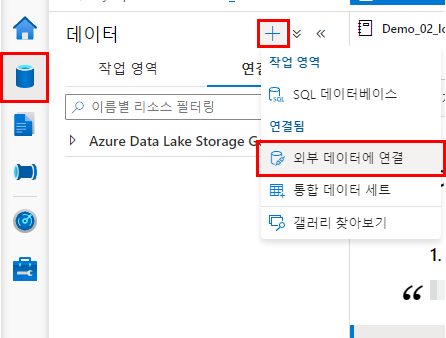 데이터
Demo_02_
작업 영역
연결
이름별 리소스 필터링
Azure Data Lake Storage G
작업 영역
SQL 데이터베이스
연결됨
외부 데이터에 연결
통합 데이터 세트
갤러리 찾아보기
1.
“